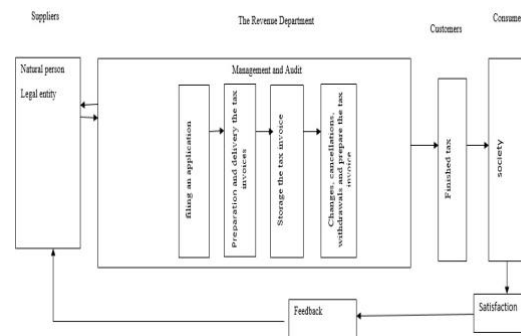 Suppliers
The Revenue Department
Customers
Consume
Natural person
Legal entity
Management and Audit
filing an application
Preparation and delivery the tax
invoices
Storage the tax invoice
Changes, cancellations,
withdrawals and prepare the tax
invoice
Finished tax
society
Feedback
Satisfaction